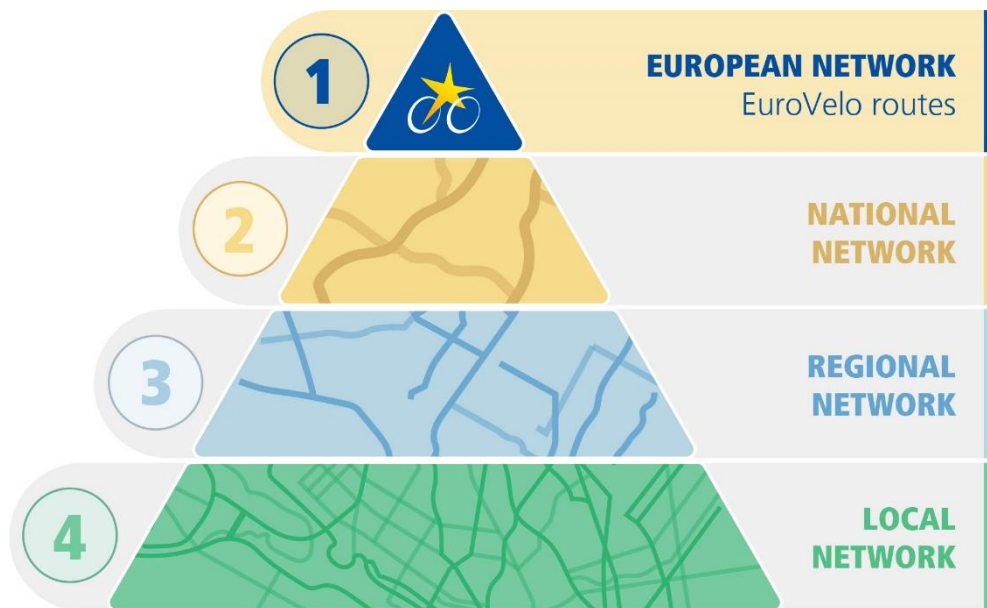 1
EUROPEAN NETWORK
EuroVelo routes
2
NATIONAL
NETWORK
3
REGIONAL
NETWORK
4
LOCAL
NETWORK